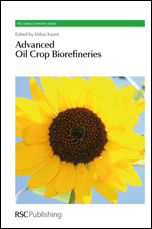 RSC Green Chemistry Series
Edited by Abbas Kazmi
Advanced
Oil Crop Biorefineries
RSCPublishing